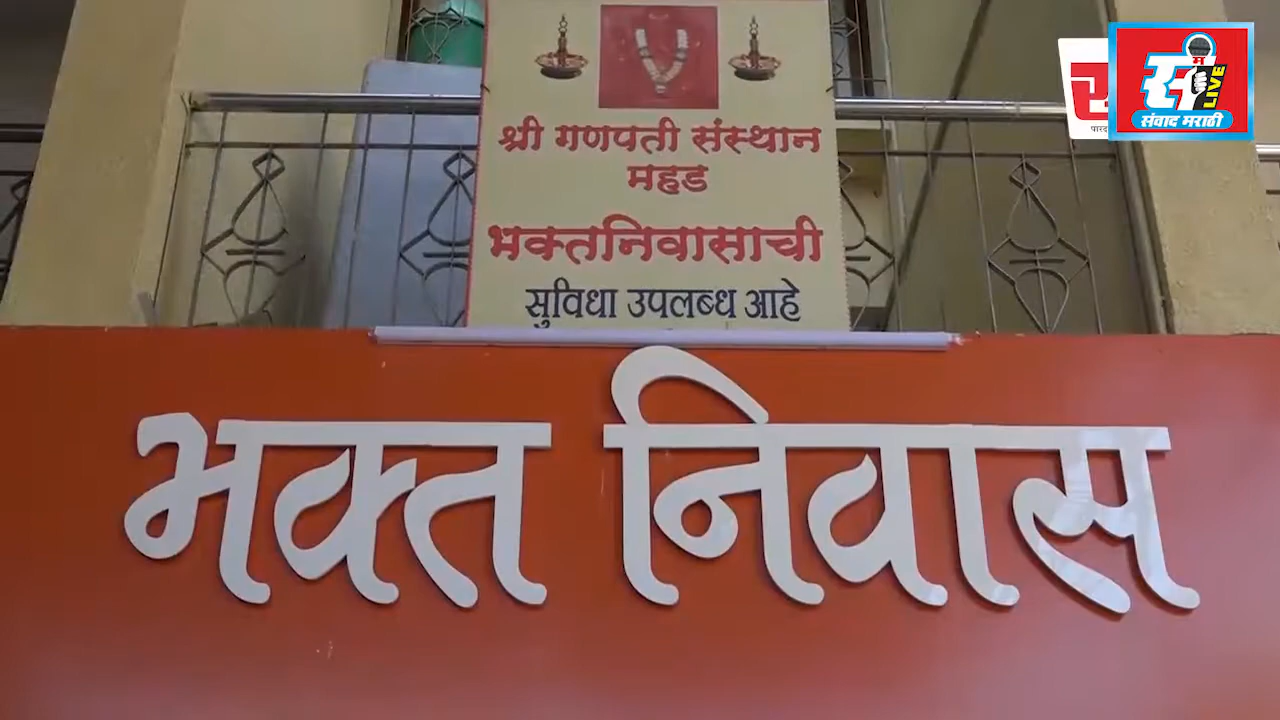 श्री गणपती संस्थान
महड
भक्तनिवासाची
सुविधा उपलब्ध आहे
भक्त निवास
स
म
LIVE
संवाद मराठी